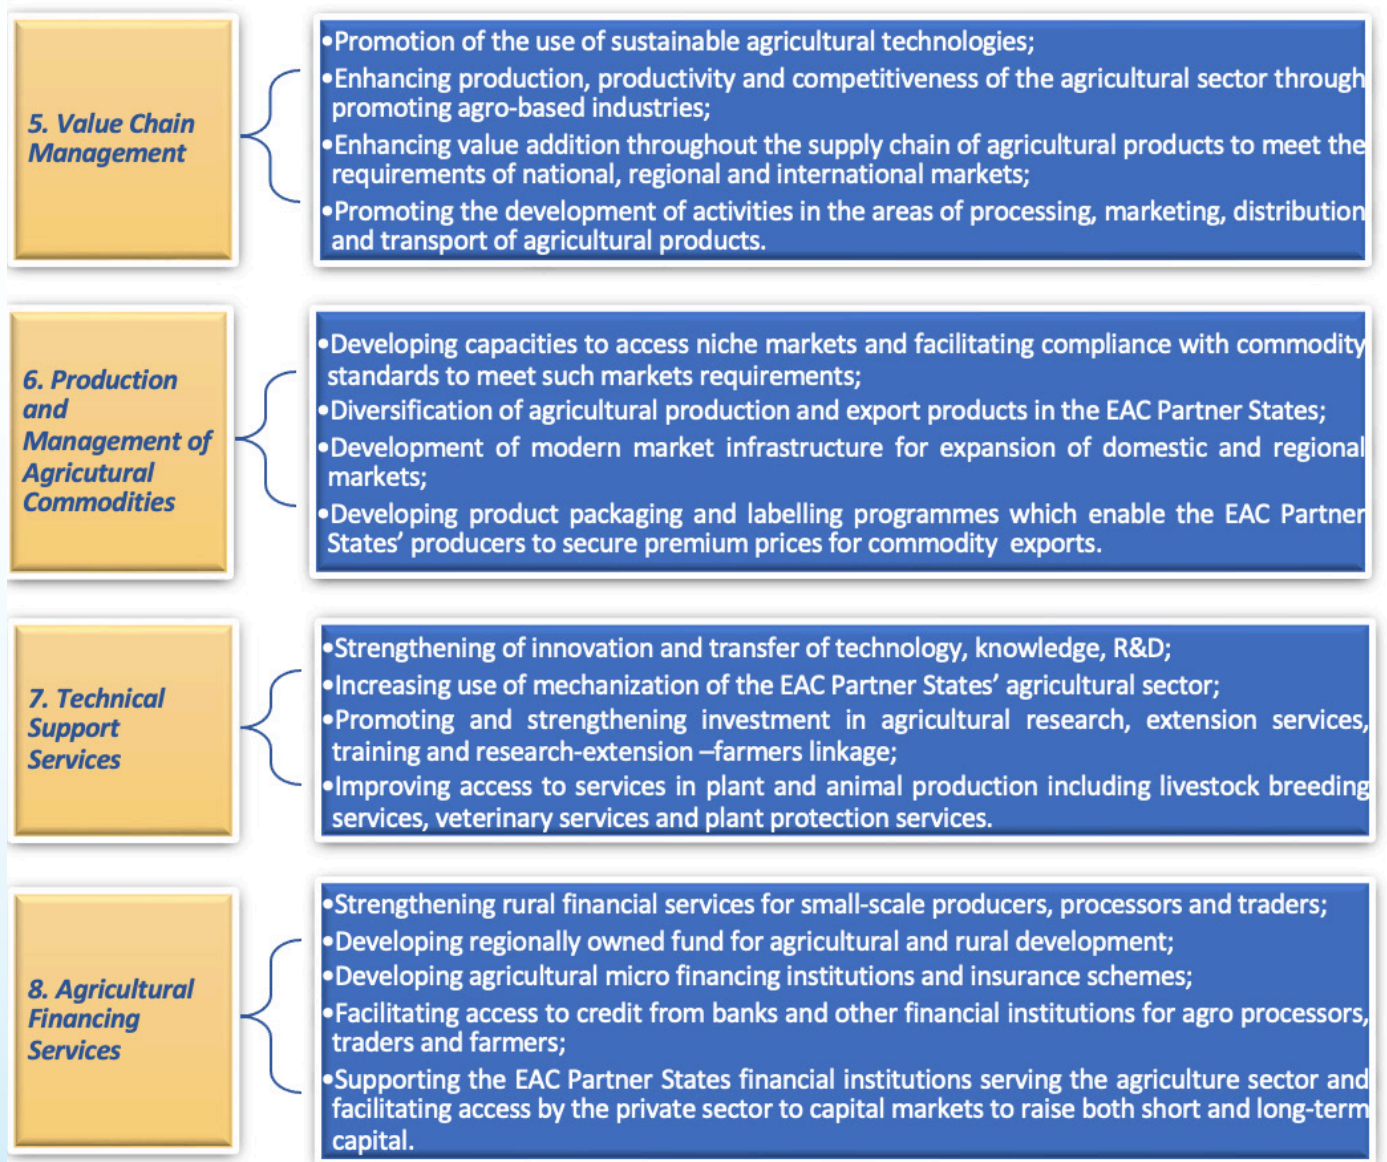 5. Value Chain
Management
•Promotion of the use of sustainable agricultural technologies;
•Enhancing production, productivity and competitiveness of the agricultural sector through
promoting agro-based industries;
•Enhancing value addition throughout the supply chain of agricultural products to meet the
requirements of national, regional and international markets;
•Promoting the development of activities in the areas of processing, marketing, distribution
and transport of agricultural products.
6. Production
and
Management of
Agricutural
Commodities
•Developing capacities to access niche markets and facilitating compliance with commodity
standards to meet such markets requirements;
•Diversification of agricultural production and export products in the EAC Partner States;
•Development of modern market infrastructure for expansion of domestic and regional
markets;
•Developing product packaging and labelling programmes which enable the EAC Partner
States’ producers to secure premium prices for commodity exports.
7. Technical
Support
Services
•Strengthening of innovation and transfer of technology, knowledge, R&D;
•Increasing use of mechanization of the EAC Partner States’ agricultural sector;
•Promoting and strengthening investment in agricultural research, extension services,
training and research-extension –farmers linkage;
•Improving access to services in plant and animal production including livestock breeding
services, veterinary services and plant protection services.
8. Agricultural
Financing
Services
•Strengthening rural financial services for small-scale producers, processors and traders;
•Developing regionally owned fund for agricultural and rural development;
•Developing agricultural micro financing institutions and insurance schemes;
•Facilitating access to credit from banks and other financial institutions for agro processors,
traders and farmers;
•Supporting the EAC Partner States financial institutions serving the agriculture sector and
facilitating access by the private sector to capital markets to raise both short and long-term
capital.